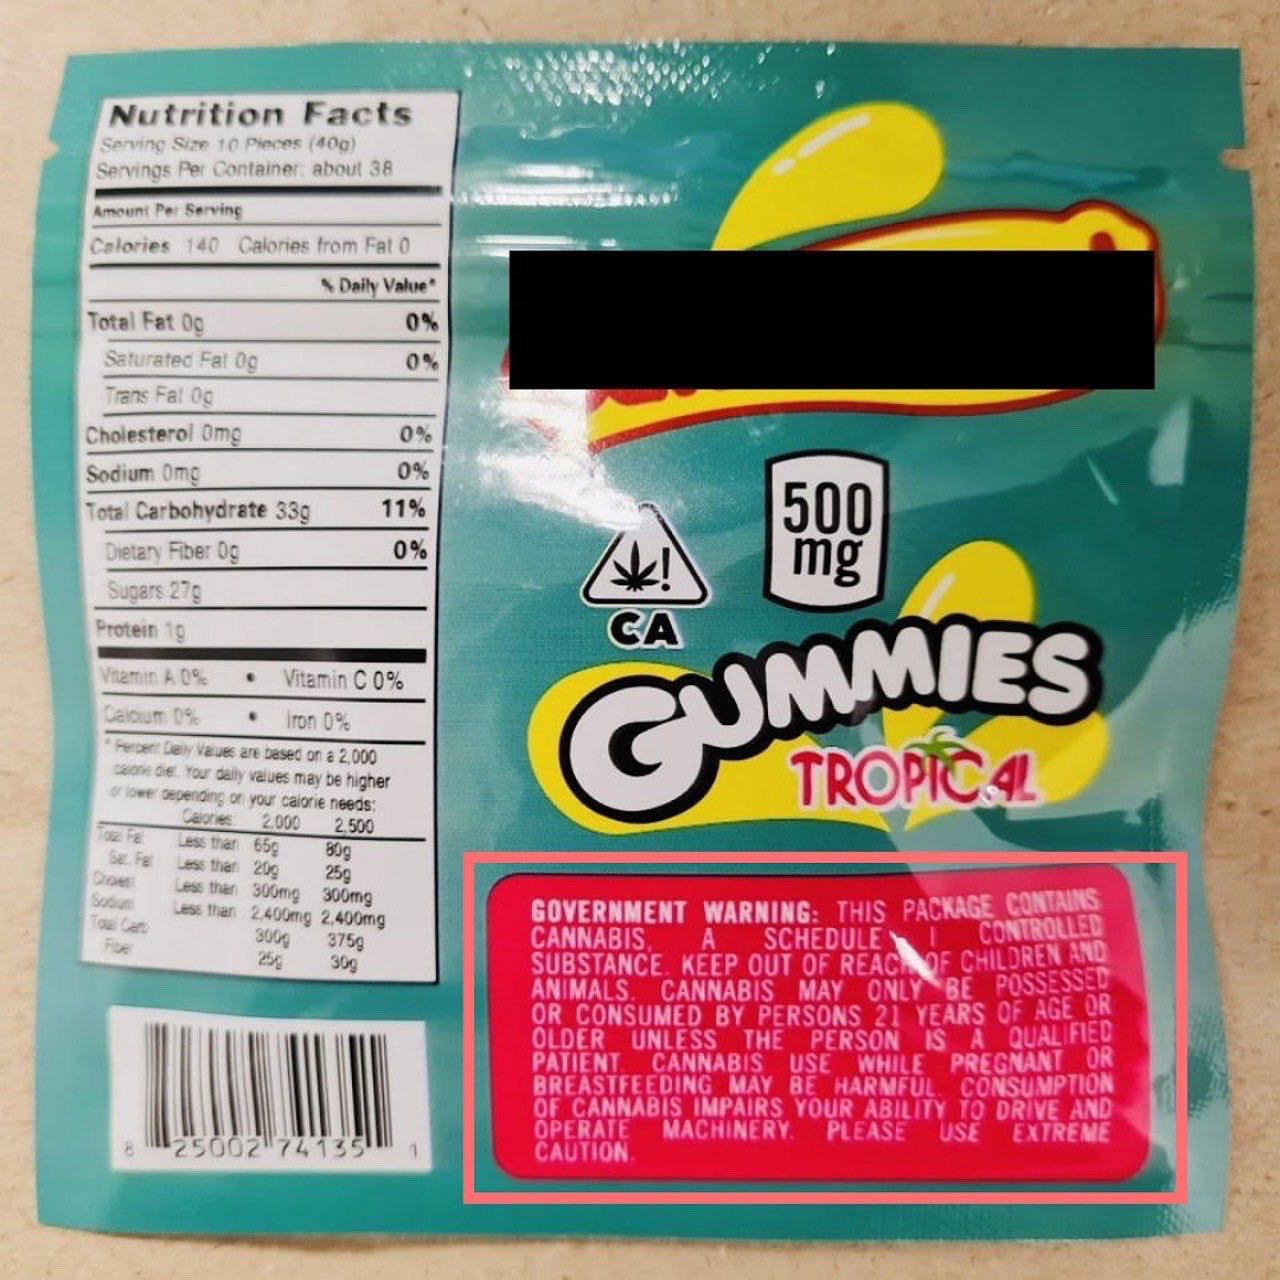 Nutrition Facts
Serving Size 10 Pieces (40g)
Servings Per Container: about 38
Amount Per Serving
Calories 140 Calories from Fat 0
% Daily Value*
Total Fat 0g 0%
Saturated Fat 0g 0%
Trans Fat 0g
Cholesterol 0mg 0%
Sodium 0mg 0%
Total Carbohydrate 33g 11%
Dietary Fiber 0g 0%
Sugars 27g
Protein 1g
Vitamin A 0% • Vitamin C 0%
Calcium 0% • Iron 0%
* Percent Daily Values are based on a 2,000
calorie diet. Your daily values may be higher
or lower depending on your calorie needs:
Calories: 2,000 2,500
Total Fat Less than 65g 80g
Sat. Fat Less than 20g 25g
Cholest Less than 300mg 300mg
Sodium Less than 2,400mg 2,400mg
Total Carb 300g 375g
Fiber 25g 30g
8 25002 74135 1
500
mg
!
CA
GUMMIES
TROPICAL
GOVERNMENT WARNING: THIS PACKAGE CONTAINS
CANNABIS, A SCHEDULE I CONTROLLED
SUBSTANCE. KEEP OUT OF REACH OF CHILDREN AND
ANIMALS. CANNABIS MAY ONLY BE POSSESSED
OR CONSUMED BY PERSONS 21 YEARS OF AGE OR
OLDER UNLESS THE PERSON IS A QUALIFIED
PATIENT. CANNABIS USE WHILE PREGNANT OR
BREASTFEEDING MAY BE HARMFUL. CONSUMPTION
OF CANNABIS IMPAIRS YOUR ABILITY TO DRIVE AND
OPERATE MACHINERY. PLEASE USE EXTREME
CAUTION.